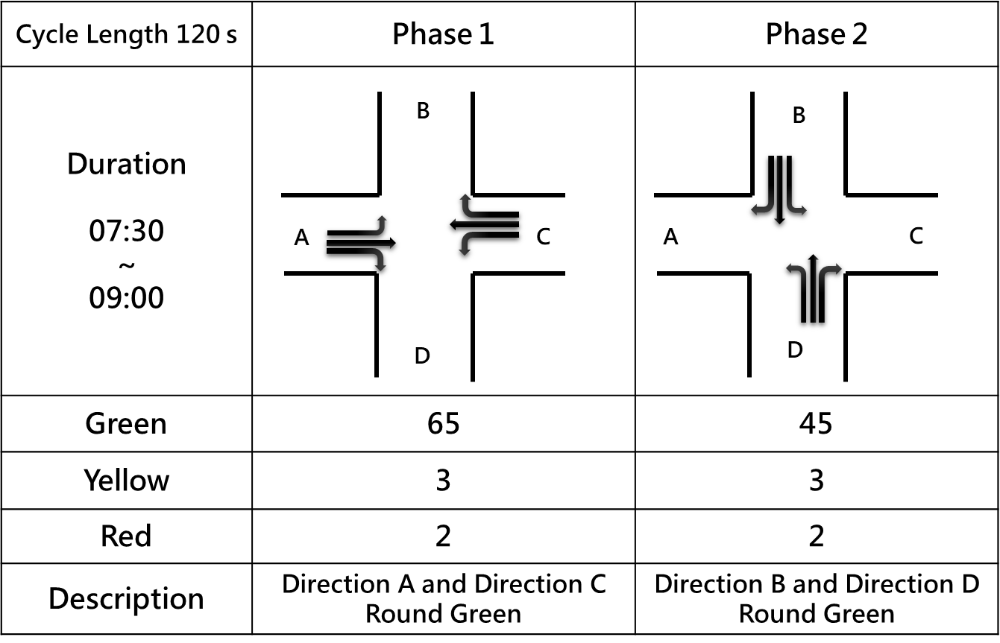 Cycle Length 120 s
Phase 1
Phase 2
Duration
07:30
~
09:00
B
A
C
D
B
A
C
D
Green
65
45
Yellow
3
3
Red
2
2
Description
Direction A and Direction C
Round Green
Direction B and Direction D
Round Green